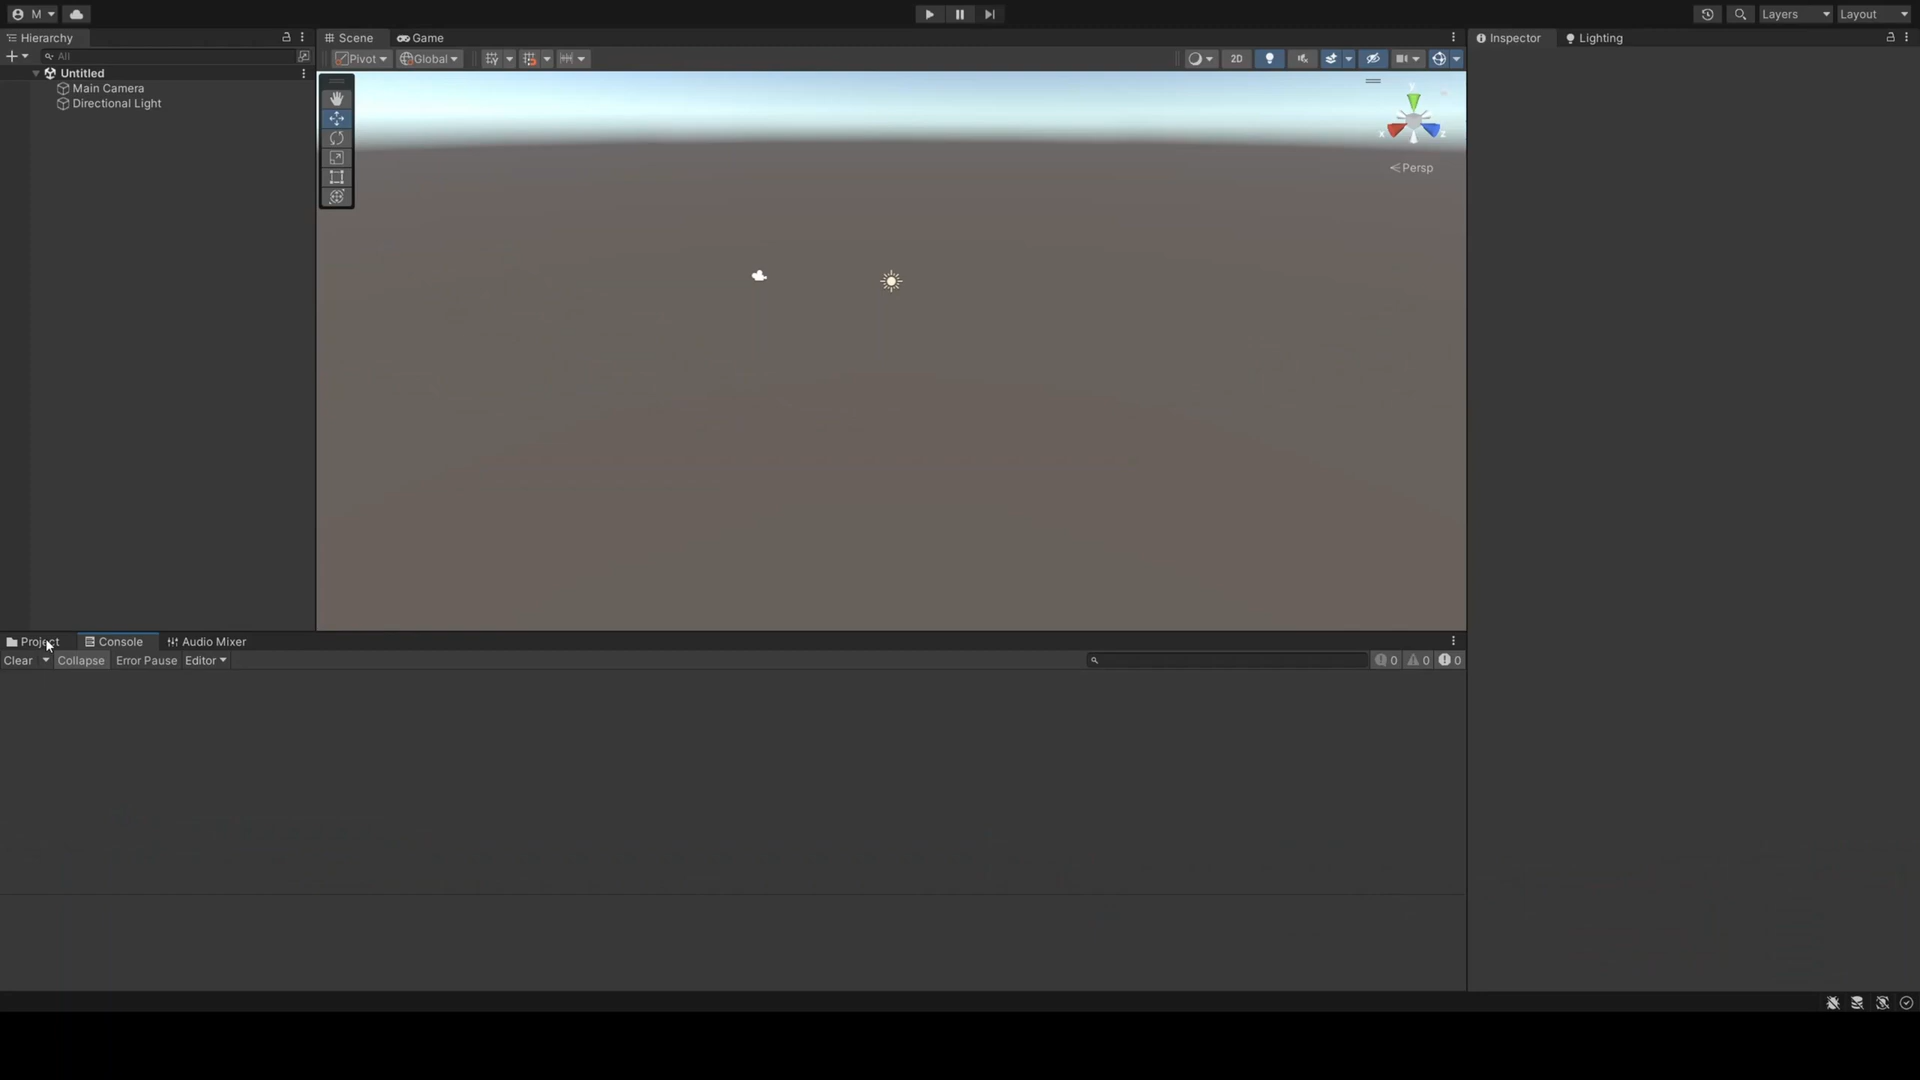 M
Layers
Layout
Hierarchy
Scene
Game
Inspector
Lighting
All
Pivot
Global
2D
Untitled
Main Camera
Directional Light
y
x
z
Persp
Project
Console
Audio Mixer
Clear
Collapse
Error Pause
Editor
0
0
0